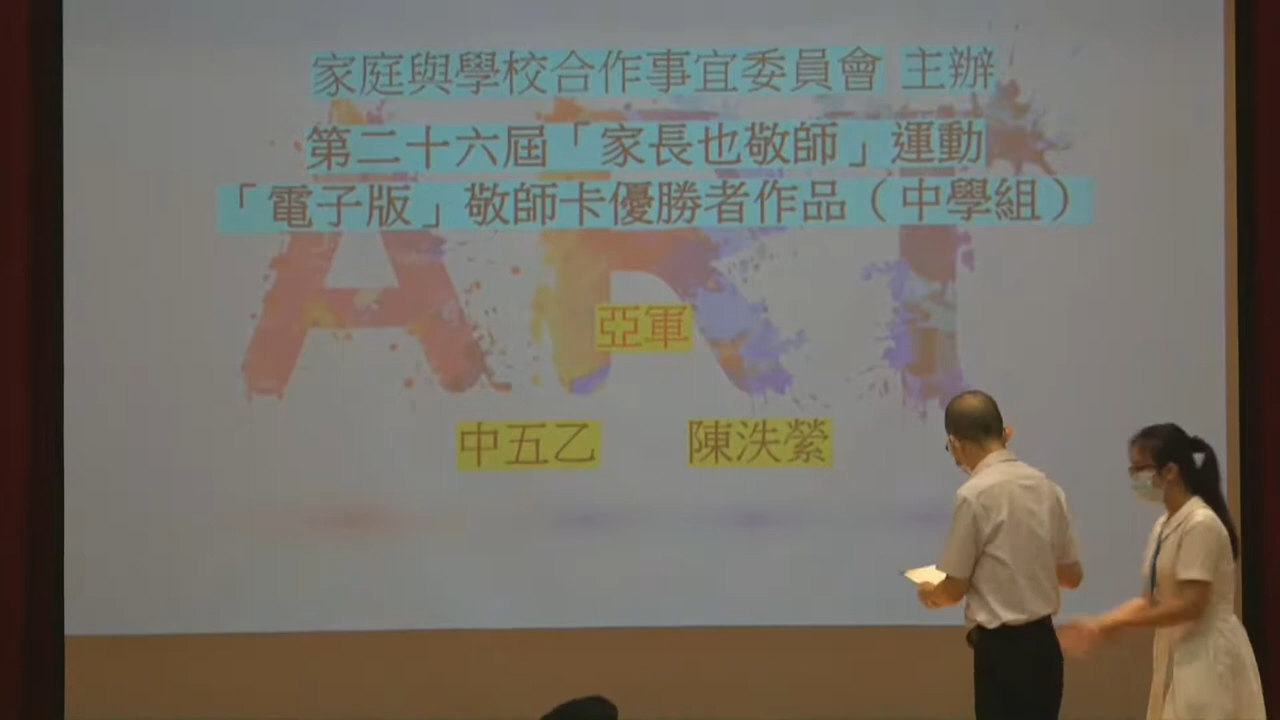 家庭與學校合作事宜委員會 主辦
第二十六屆「家長也敬師」運動
「電子版」敬師卡優勝者作品（中學組）
ART
亞軍
中五乙 陳泆縈